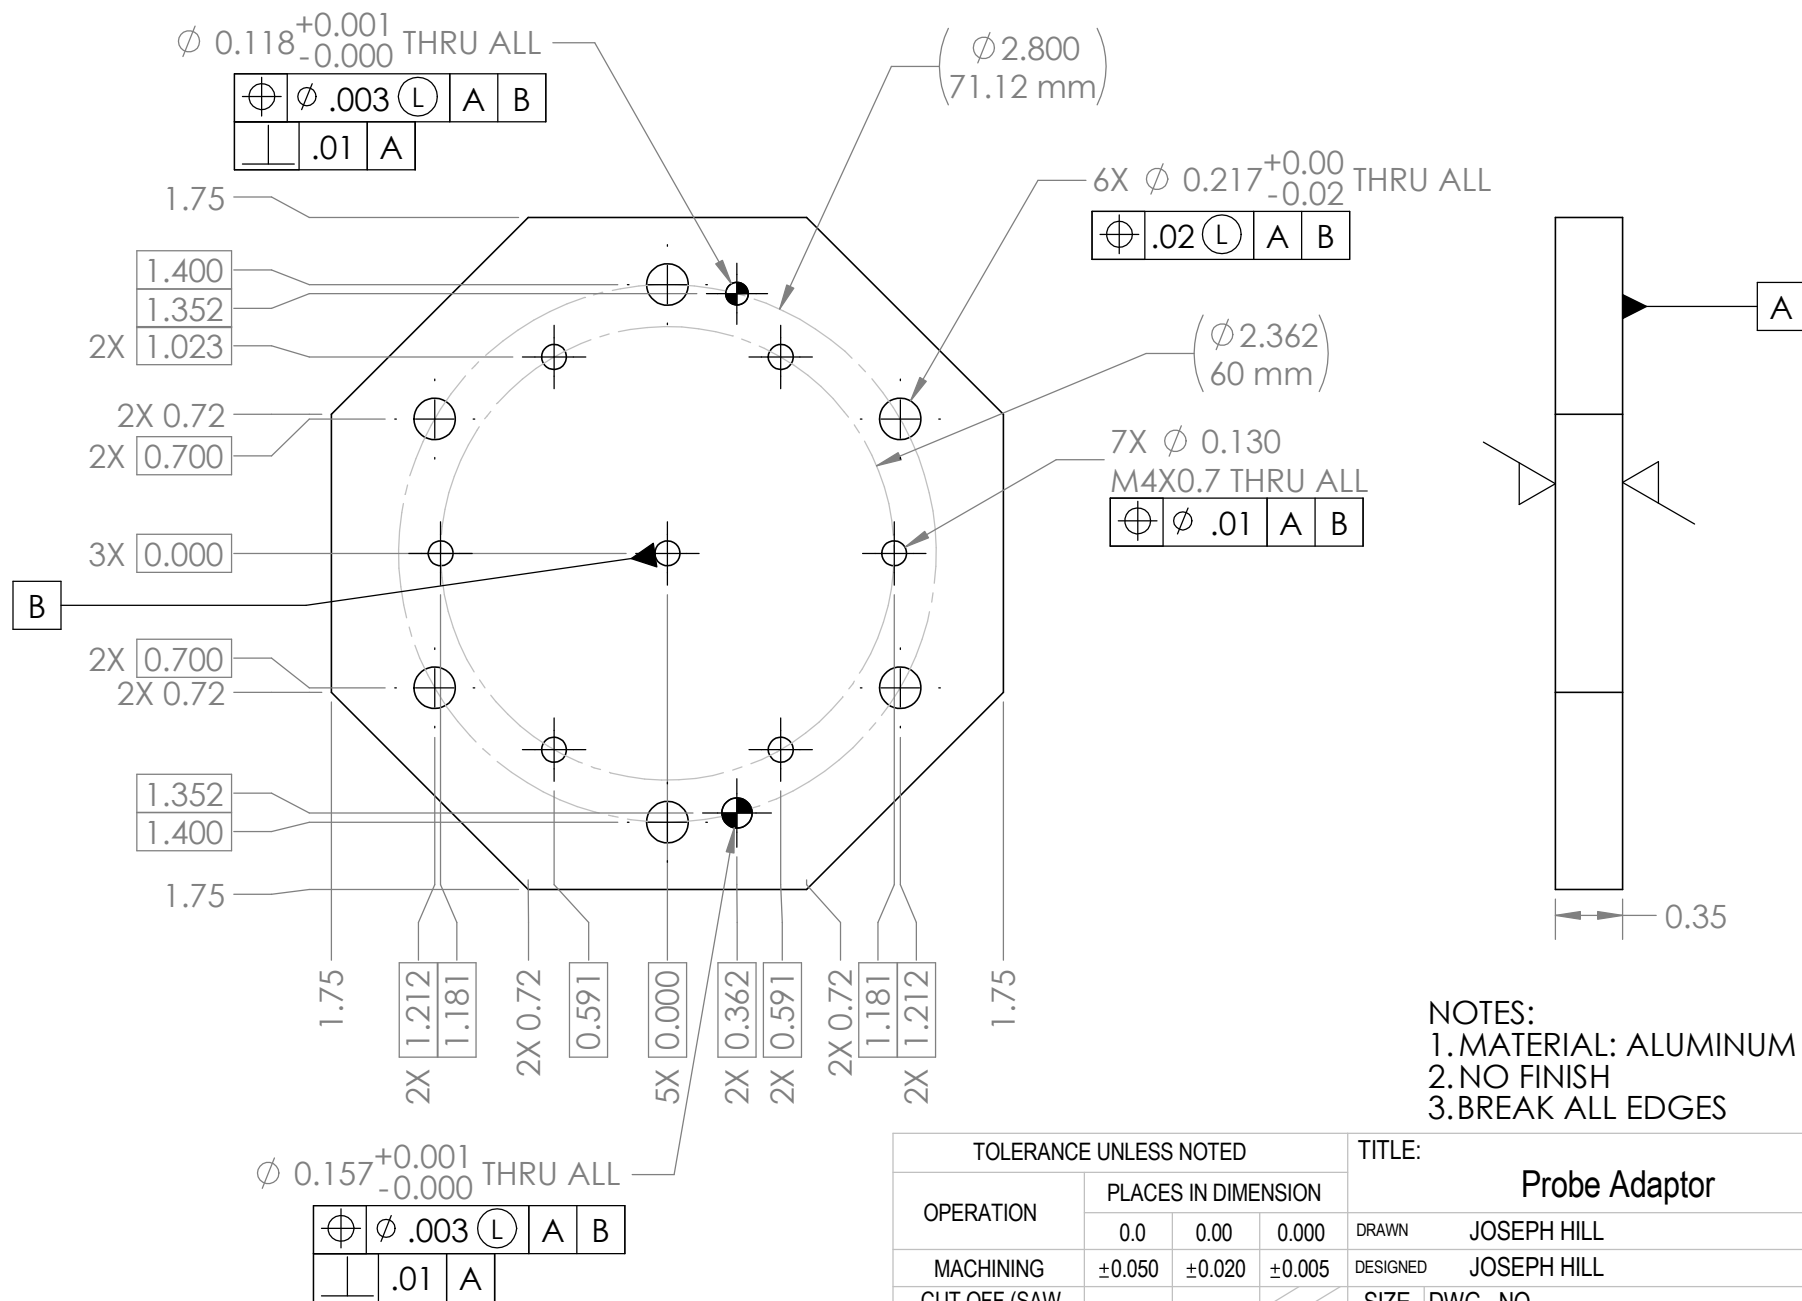 ⌀ 0.118 +0.001 -0.000 THRU ALL
⌖ ⌀ .003 Ⓛ A B
⟂ .01 A
(⌀2.800
71.12 mm)
6X ⌀ 0.217 +0.00 -0.02 THRU ALL
⌖ .02 Ⓛ A B
1.75
1.400
1.352
2X 1.023
2X 0.72
2X 0.700
3X 0.000
B
2X 0.700
2X 0.72
1.352
1.400
1.75
(⌀2.362
60 mm)
7X ⌀ 0.130
M4X0.7 THRU ALL
⌖ ⌀ .01 A B
A
0.35
1.75
2X 1.212
1.181
2X 0.72
0.591
5X 0.000
2X 0.362
2X 0.591
2X 0.72
1.181
2X 1.212
1.75
⌀ 0.157 +0.001 -0.000 THRU ALL
⌖ ⌀ .003 Ⓛ A B
⟂ .01 A
NOTES:
1. MATERIAL: ALUMINUM
2. NO FINISH
3. BREAK ALL EDGES
TOLERANCE UNLESS NOTED
OPERATION
PLACES IN DIMENSION
0.0 0.00 0.000
MACHINING ±0.050 ±0.020 ±0.005
CUT OFF (SAW
TITLE:
Probe Adaptor
DRAWN JOSEPH HILL
DESIGNED JOSEPH HILL
SIZE DWG. NO.